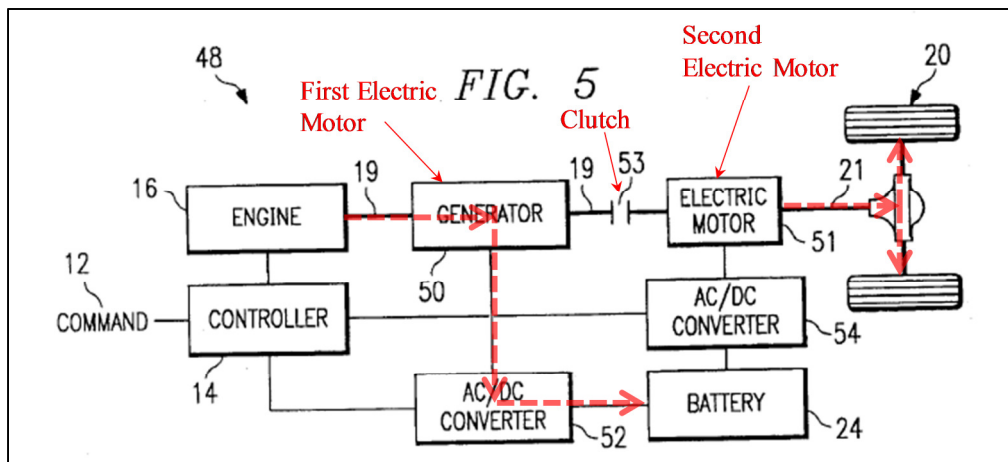 48
FIG. 5
First Electric
Motor
Clutch
Second
Electric Motor
20
16
19
19
53
21
ENGINE
GENERATOR
ELECTRIC
MOTOR
50
51
12
COMMAND
CONTROLLER
14
AC/DC
CONVERTER
54
AC/DC
CONVERTER
52
BATTERY
24